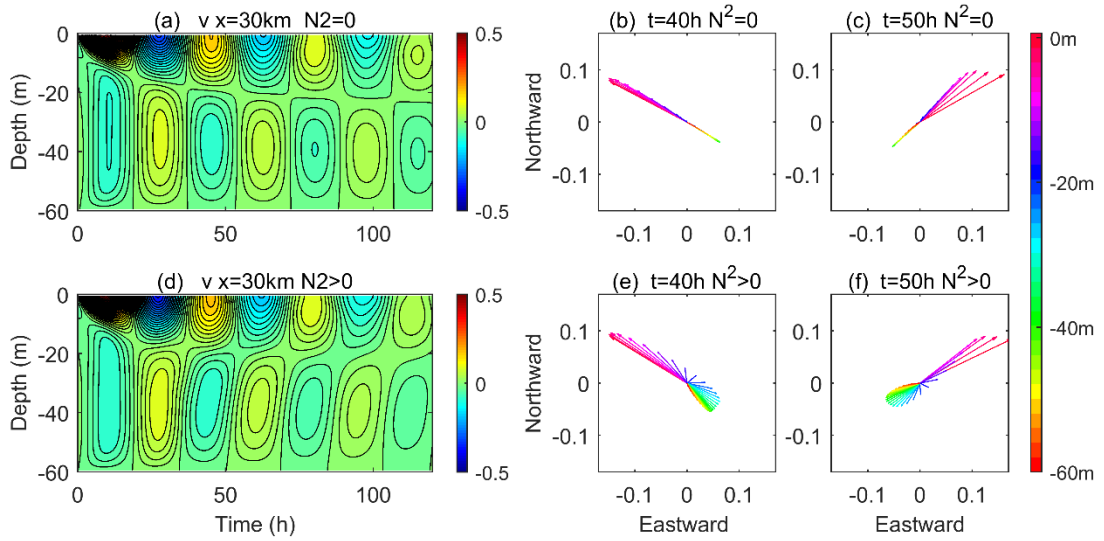 (a) v x=30km N2=0
(b) t=40h N²=0
(c) t=50h N²=0
0
-20
-40
-60
Depth (m)
0
50
100
0.5
0
-0.5
0.1
0
-0.1
Northward
-0.1
0
0.1
0.1
0
-0.1
-0.1
0
0.1
0m
-20m
-40m
-60m
(d) v x=30km N2>0
(e) t=40h N²>0
(f) t=50h N²>0
0
-20
-40
-60
Depth (m)
0
50
100
Time (h)
0.5
0
-0.5
0.1
0
-0.1
Northward
-0.1
0
0.1
0.1
0
-0.1
-0.1
0
0.1
Eastward
Eastward